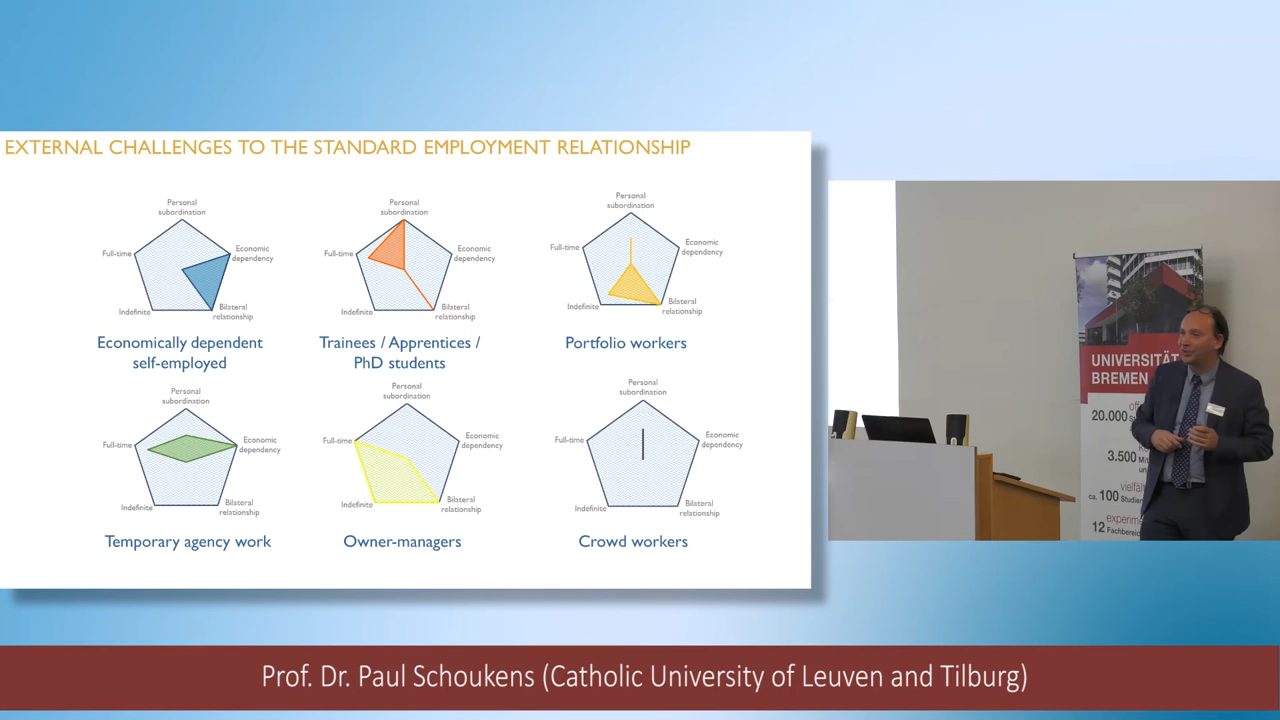 EXTERNAL CHALLENGES TO THE STANDARD EMPLOYMENT RELATIONSHIP
Personal
subordination
Full-time
Economic
dependency
Indefinite
Bilateral
relationship
Economically dependent
self-employed
Personal
subordination
Full-time
Economic
dependency
Indefinite
Bilateral
relationship
Trainees / Apprentices /
PhD students
Personal
subordination
Full-time
Economic
dependency
Indefinite
Bilateral
relationship
Portfolio workers
Personal
subordination
Full-time
Economic
dependency
Indefinite
Bilateral
relationship
Temporary agency work
Personal
subordination
Full-time
Economic
dependency
Indefinite
Bilateral
relationship
Owner-managers
Personal
subordination
Full-time
Economic
dependency
Indefinite
Bilateral
relationship
Crowd workers
UNIVERSITÄT
BREMEN
20.000
3.500
vielfäl
ca. 100 Studien
experime
12 Fachbereic
Prof. Dr. Paul Schoukens (Catholic University of Leuven and Tilburg)